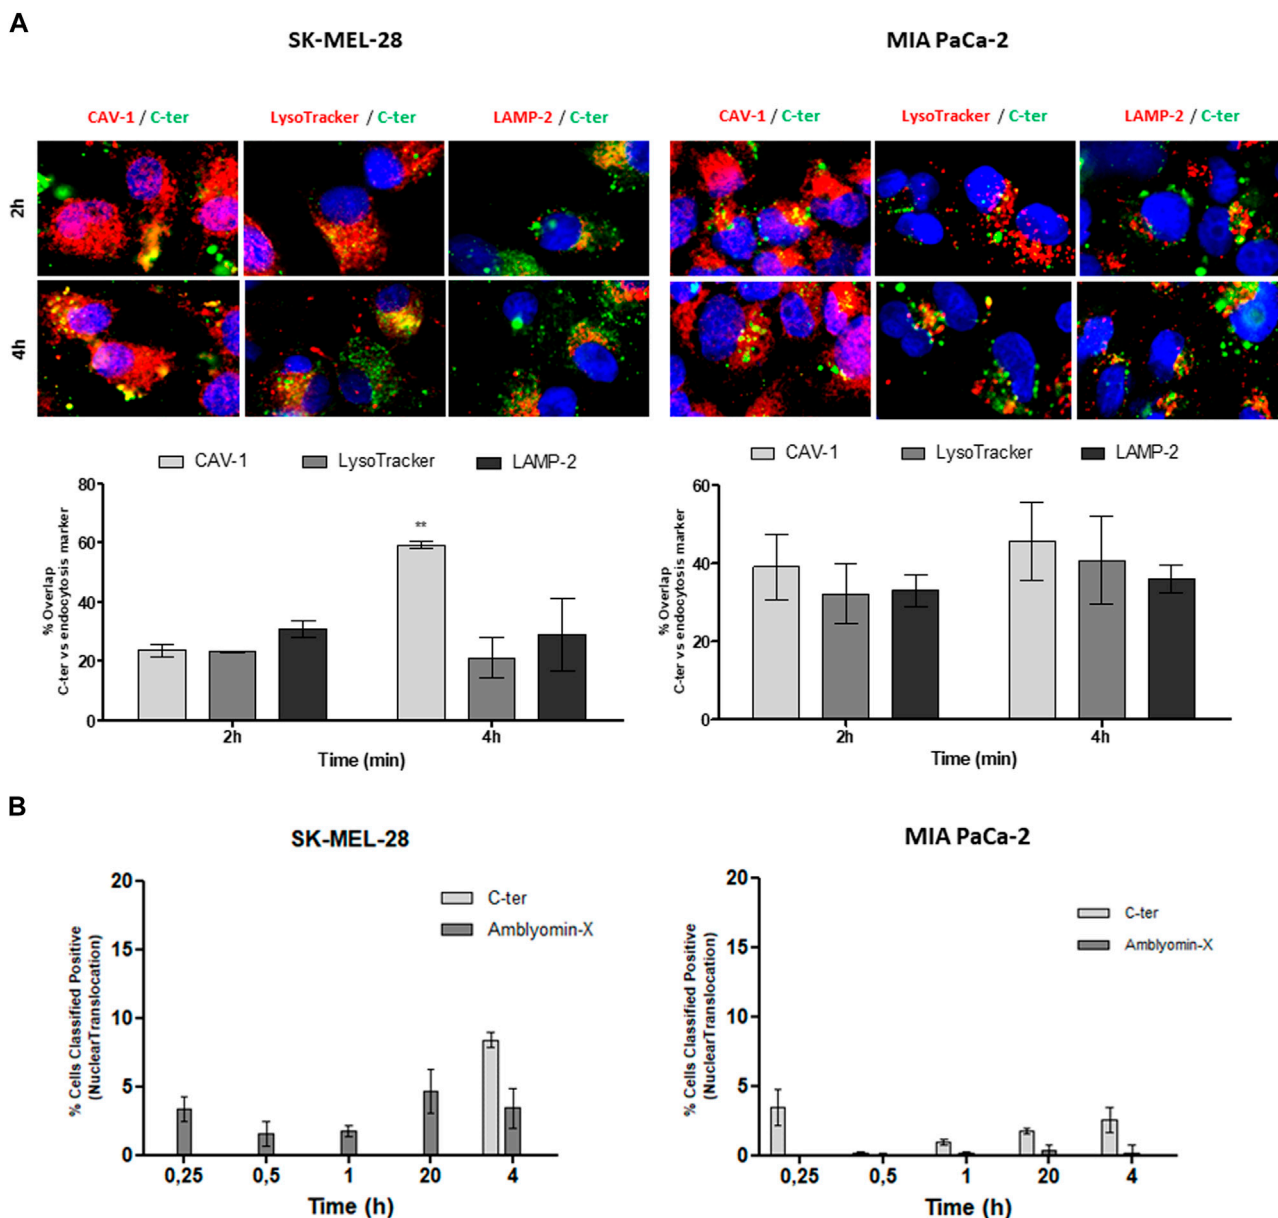 A
SK-MEL-28
MIA PaCa-2
CAV-1 / C-ter
LysoTracker / C-ter
LAMP-2 / C-ter
CAV-1 / C-ter
LysoTracker / C-ter
LAMP-2 / C-ter
2h
4h
CAV-1
LysoTracker
LAMP-2
% Overlap
C-ter vs endocytosis marker
80
60
40
20
0
**
2h
4h
Time (min)
CAV-1
LysoTracker
LAMP-2
% Overlap
C-ter vs endocytosis marker
60
40
20
0
2h
4h
Time (min)
B
SK-MEL-28
% Cells Classified Positive
(NuclearTranslocation)
20
15
10
5
0
C-ter
Amblyomin-X
0,25
0,5
1
20
4
Time (h)
MIA PaCa-2
% Cells Classified Positive
(NuclearTranslocation)
20
15
10
5
0
C-ter
Amblyomin-X
0,25
0,5
1
20
4
Time (h)